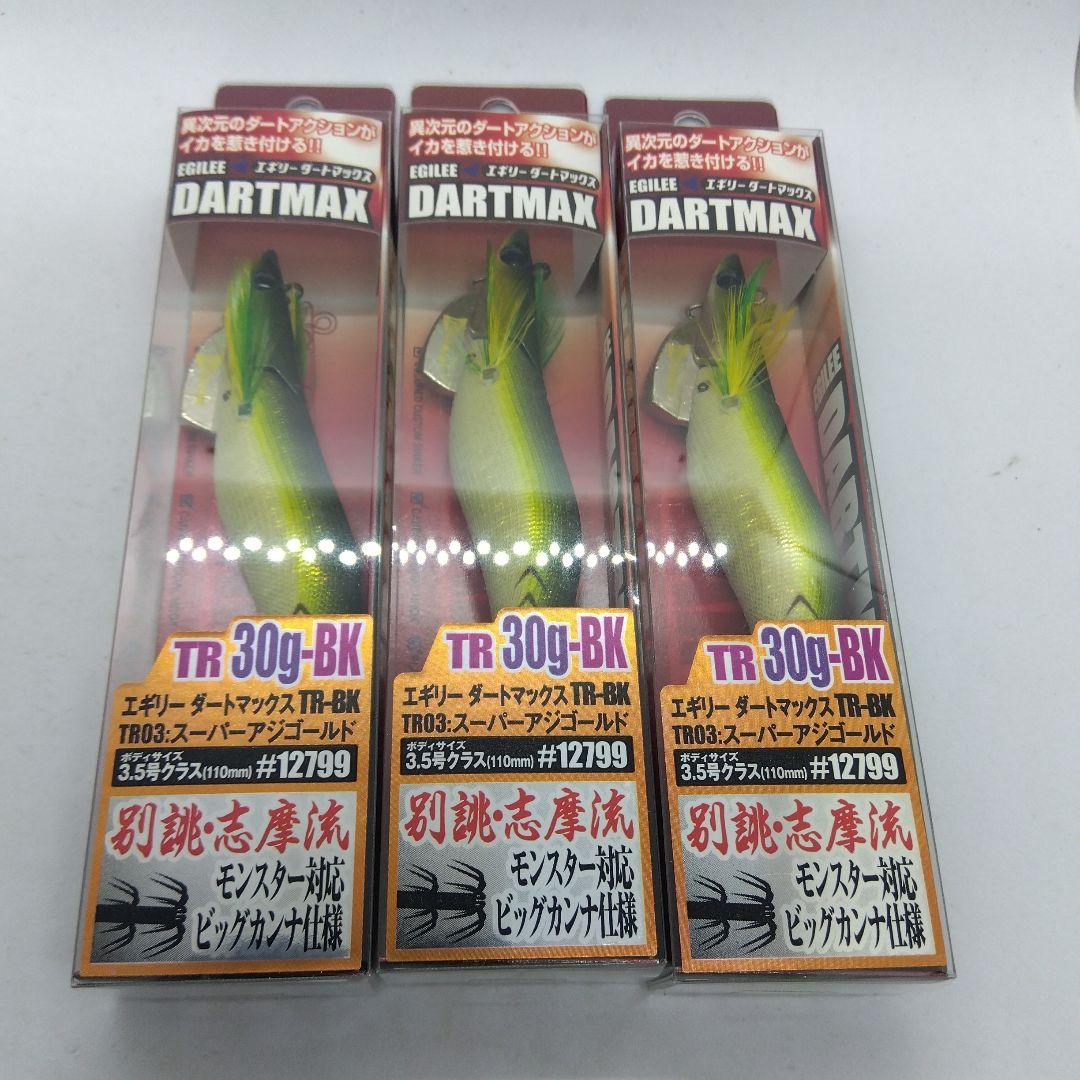 異次元のダートアクションが
イカを惹き付ける!!
EGILEE エギリー ダートマックス
DARTMAX
TR 30g-BK
エギリー ダートマックス TR-BK
TR03:スーパーアジゴールド
ボディサイズ
3.5号クラス(110mm) #12799
別誂・志摩流
モンスター対応
ビッグカンナ仕様
異次元のダートアクションが
イカを惹き付ける!!
EGILEE エギリー ダートマックス
DARTMAX
TR 30g-BK
エギリー ダートマックス TR-BK
TR03:スーパーアジゴールド
ボディサイズ
3.5号クラス(110mm) #12799
別誂・志摩流
モンスター対応
ビッグカンナ仕様
異次元のダートアクションが
イカを惹き付ける!!
EGILEE エギリー ダートマックス
DARTMAX
EGILEE
TR 30g-BK
エギリー ダートマックス TR-BK
TR03:スーパーアジゴールド
ボディサイズ
3.5号クラス(110mm) #12799
別誂・志摩流
モンスター対応
ビッグカンナ仕様